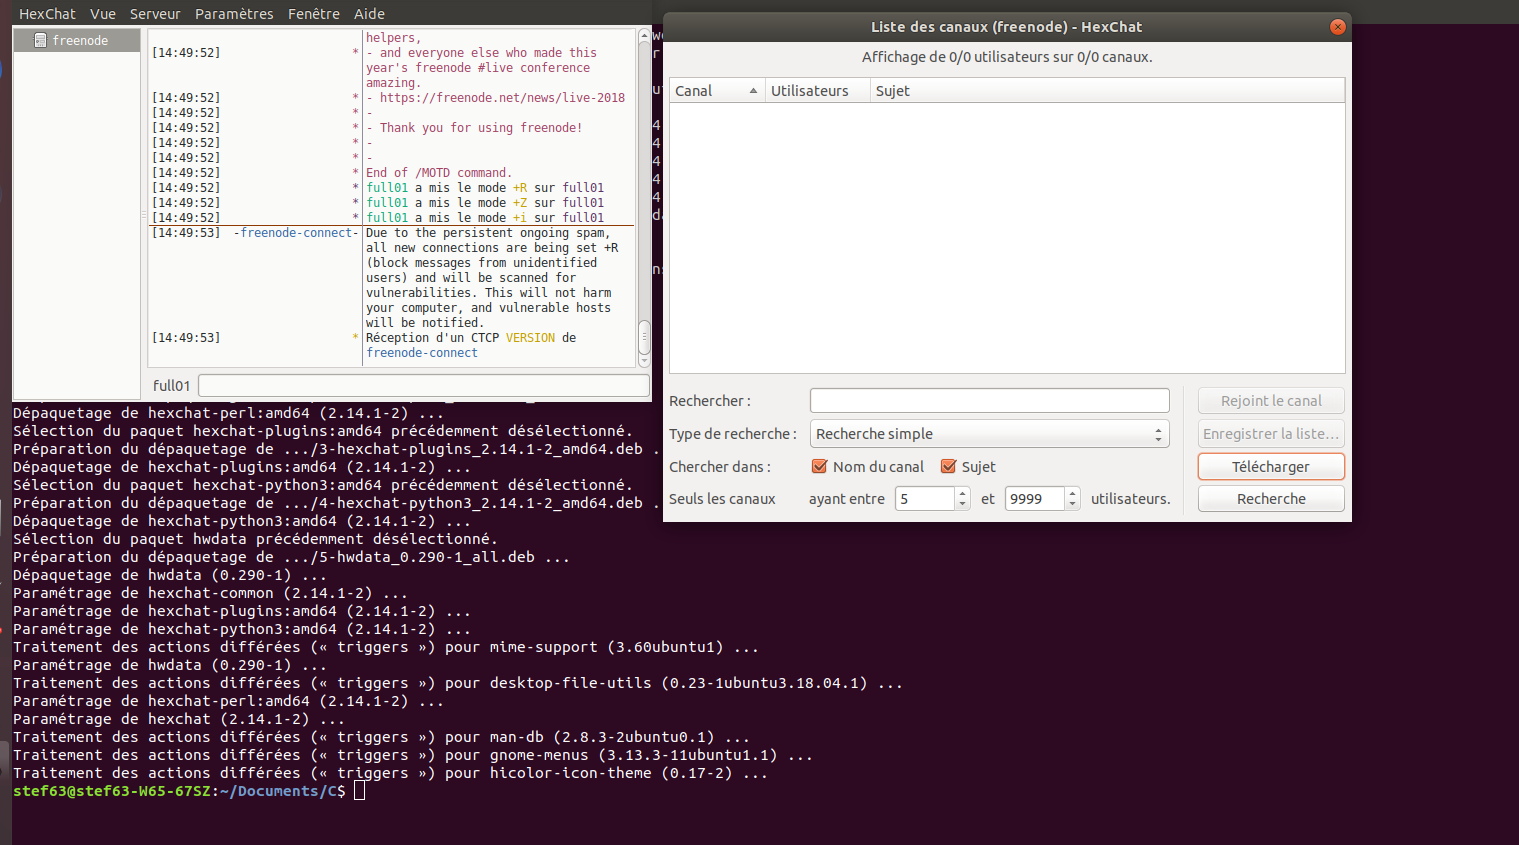 HexChat Vue Serveur Paramètres Fenêtre Aide
freenode
helpers,
[14:49:52] * - and everyone else who made this
year's freenode #live conference
amazing.
[14:49:52] * - https://freenode.net/news/live-2018
[14:49:52] * -
[14:49:52] * - Thank you for using freenode!
[14:49:52] * -
[14:49:52] * -
[14:49:52] * End of /MOTD command.
[14:49:52] * full01 a mis le mode +R sur full01
[14:49:52] * full01 a mis le mode +Z sur full01
[14:49:52] * full01 a mis le mode +i sur full01
[14:49:53] -freenode-connect- Due to the persistent ongoing spam,
all new connections are being set +R
(block messages from unidentified
users) and will be scanned for
vulnerabilities. This will not harm
your computer, and vulnerable hosts
will be notified.
[14:49:53] * Réception d'un CTCP VERSION de
freenode-connect
full01
Liste des canaux (freenode) - HexChat
Affichage de 0/0 utilisateurs sur 0/0 canaux.
Canal Utilisateurs Sujet
Rechercher :
Type de recherche : Recherche simple
Chercher dans : Nom du canal Sujet
Seuls les canaux ayant entre 5 et 9999 utilisateurs.
Rejoint le canal
Enregistrer la liste...
Télécharger
Recherche
Dépaquetage de hexchat-perl:amd64 (2.14.1-2) ...
Sélection du paquet hexchat-plugins:amd64 précédemment désélectionné.
Préparation du dépaquetage de .../3-hexchat-plugins_2.14.1-2_amd64.deb .
Dépaquetage de hexchat-plugins:amd64 (2.14.1-2) ...
Sélection du paquet hexchat-python3:amd64 précédemment désélectionné.
Préparation du dépaquetage de .../4-hexchat-python3_2.14.1-2_amd64.deb .
Dépaquetage de hexchat-python3:amd64 (2.14.1-2) ...
Sélection du paquet hwdata précédemment désélectionné.
Préparation du dépaquetage de .../5-hwdata_0.290-1_all.deb ...
Dépaquetage de hwdata (0.290-1) ...
Paramétrage de hexchat-common (2.14.1-2) ...
Paramétrage de hexchat-plugins:amd64 (2.14.1-2) ...
Paramétrage de hexchat-python3:amd64 (2.14.1-2) ...
Traitement des actions différées (« triggers ») pour mime-support (3.60ubuntu1) ...
Paramétrage de hwdata (0.290-1) ...
Traitement des actions différées (« triggers ») pour desktop-file-utils (0.23-1ubuntu3.18.04.1) ...
Paramétrage de hexchat-perl:amd64 (2.14.1-2) ...
Paramétrage de hexchat (2.14.1-2) ...
Traitement des actions différées (« triggers ») pour man-db (2.8.3-2ubuntu0.1) ...
Traitement des actions différées (« triggers ») pour gnome-menus (3.13.3-11ubuntu1.1) ...
Traitement des actions différées (« triggers ») pour hicolor-icon-theme (0.17-2) ...
stef63@stef63-W65-67SZ:~/Documents/C$